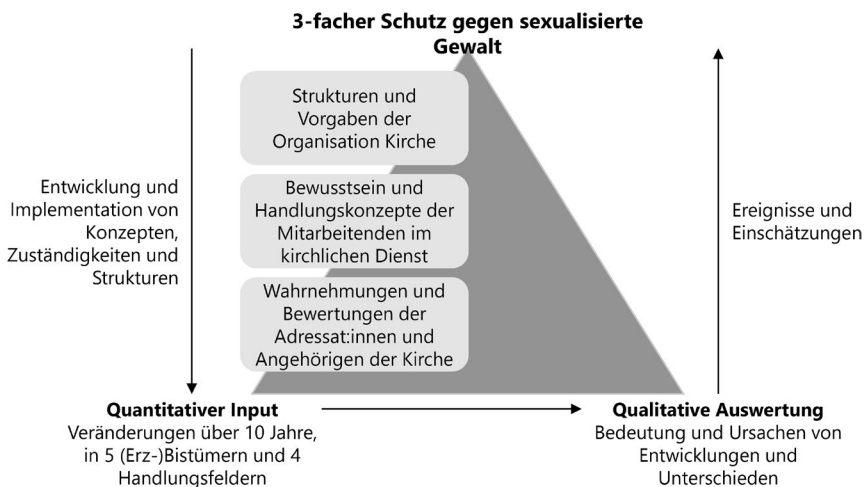 3-facher Schutz gegen sexualisierte
Gewalt
Strukturen und
Vorgaben der
Organisation Kirche
Entwicklung und
Implementation von
Konzepten,
Zuständigkeiten und
Strukturen
Bewusstsein und
Handlungskonzepte der
Mitarbeitenden im
kirchlichen Dienst
Ereignisse und
Einschätzungen
Wahrnehmungen und
Bewertungen der
Adressat:innen und
Angehörigen der Kirche
Quantitativer Input
Veränderungen über 10 Jahre,
in 5 (Erz-)Bistümern und 4
Handlungsfeldern
Qualitative Auswertung
Bedeutung und Ursachen von
Entwicklungen und
Unterschieden